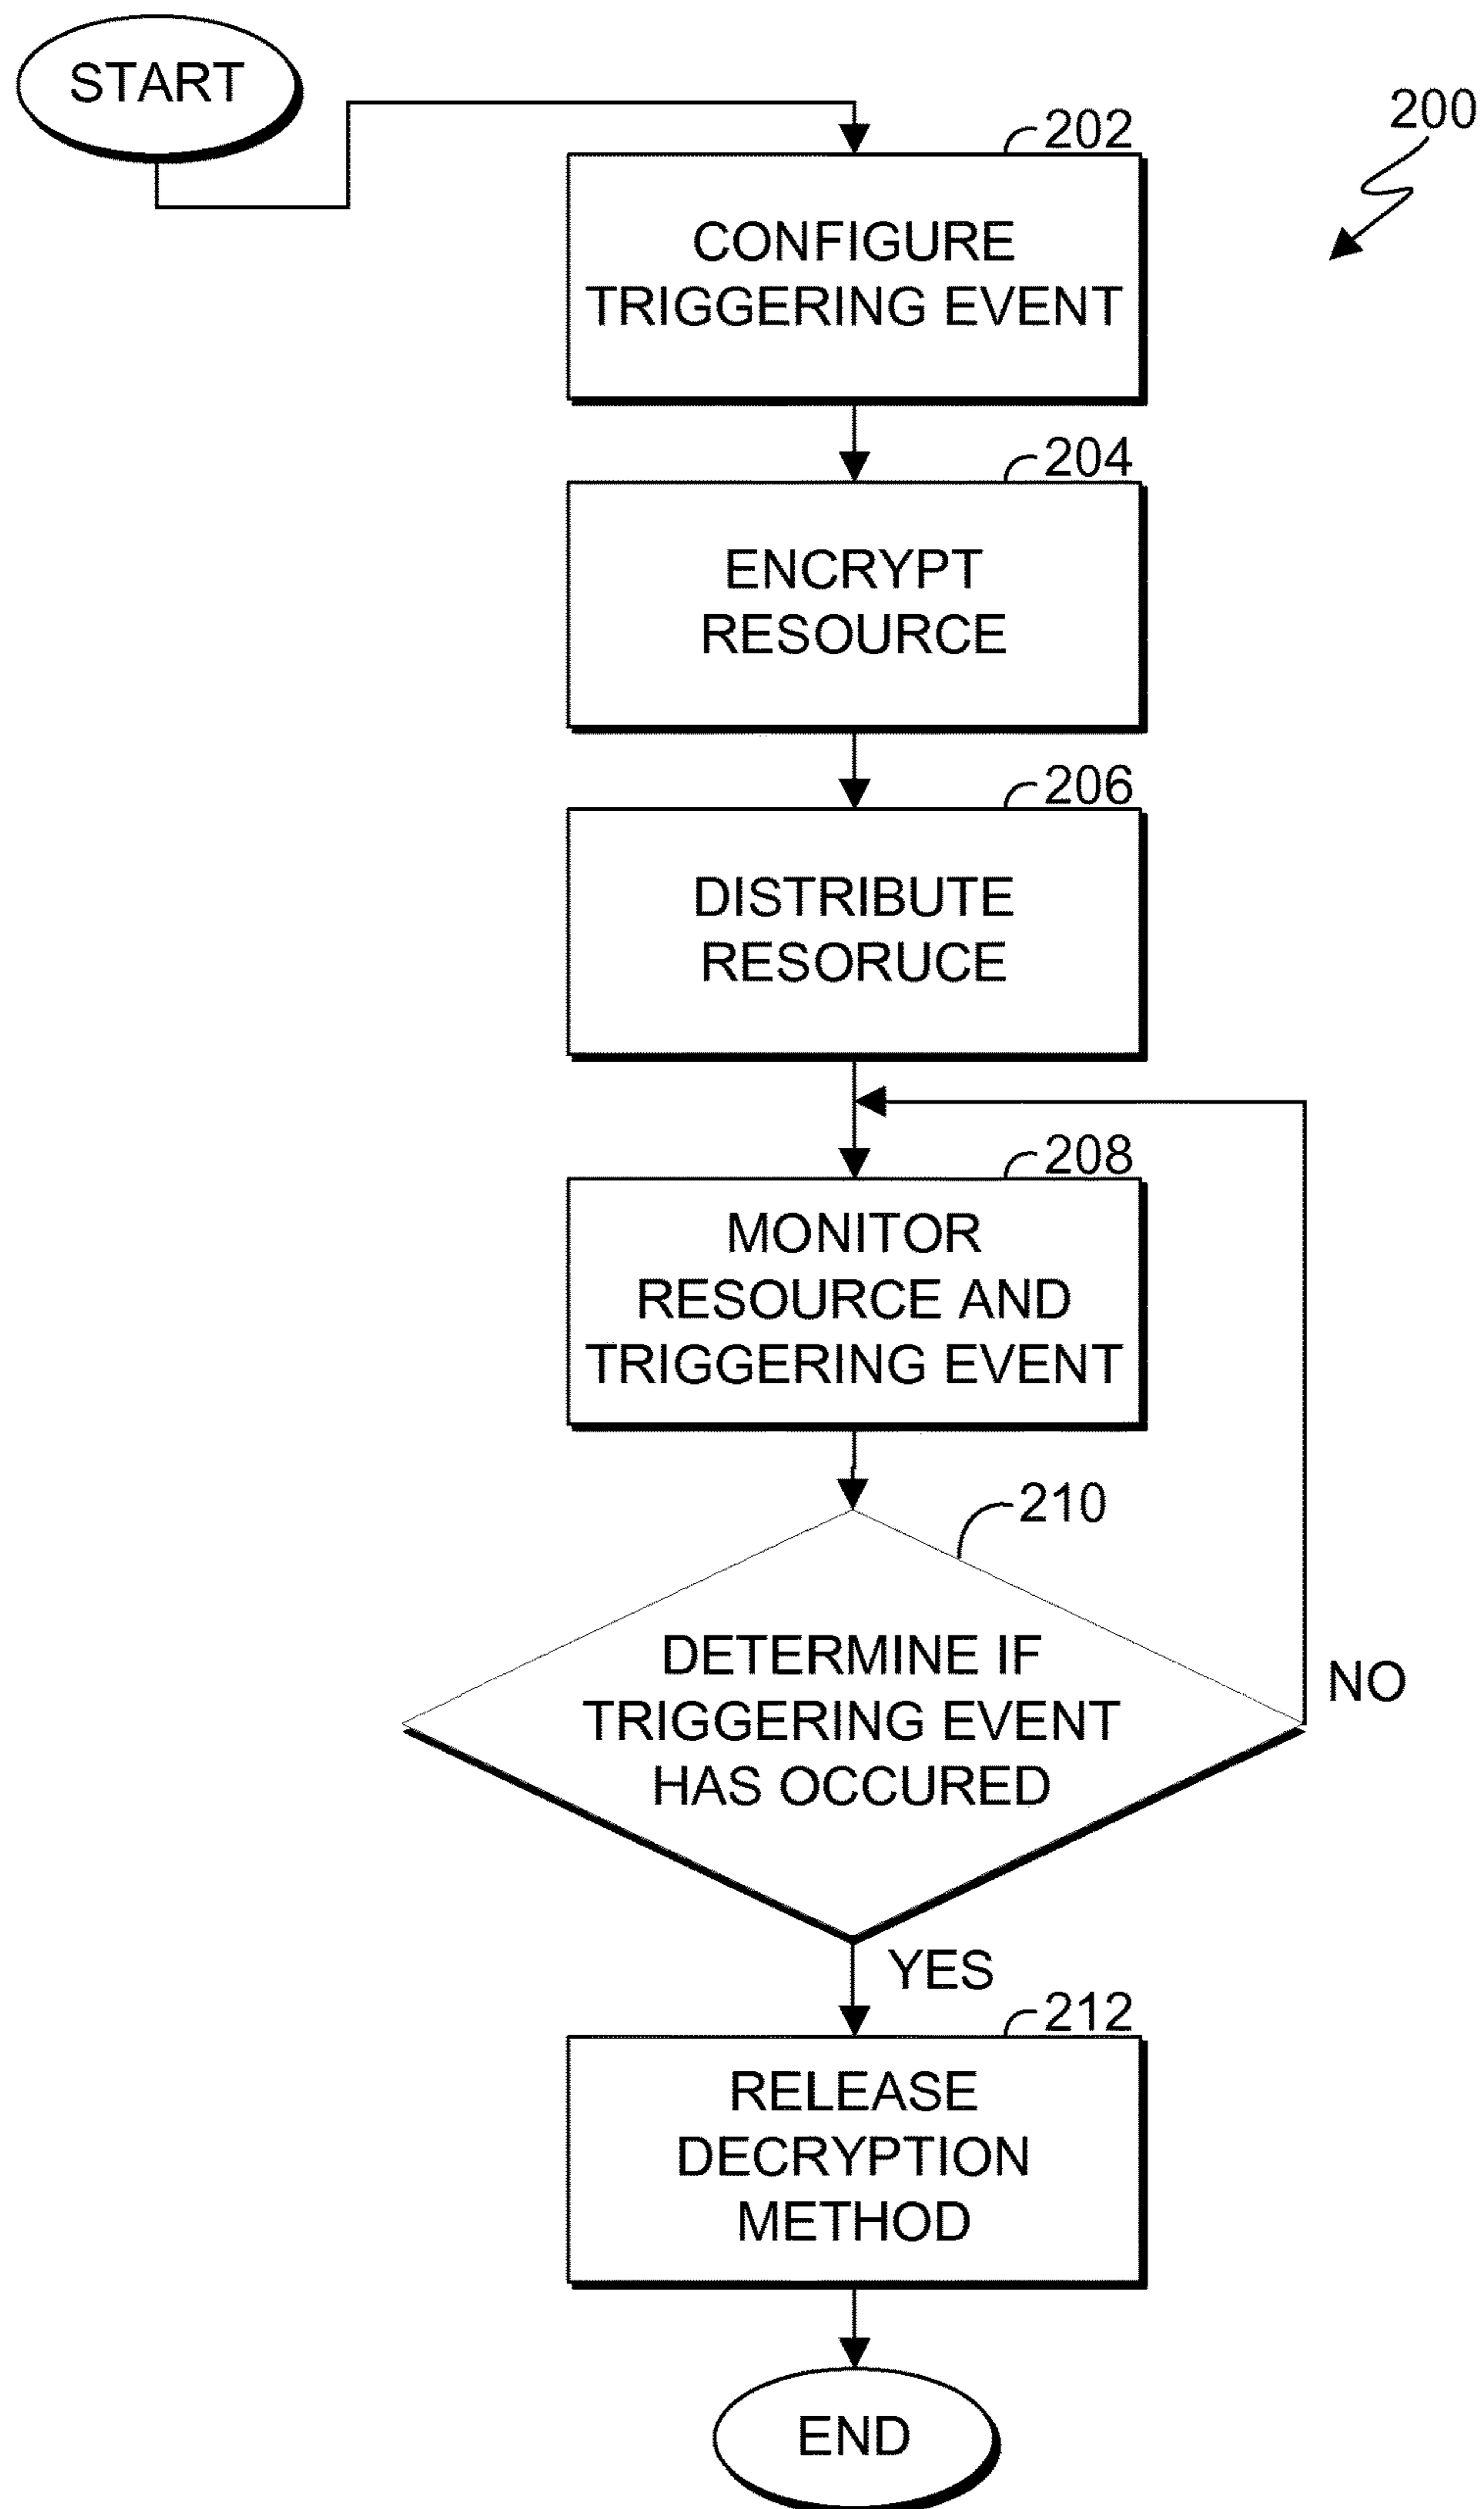 START
200
202
CONFIGURE
TRIGGERING EVENT
204
ENCRYPT
RESOURCE
206
DISTRIBUTE
RESORUCE
208
MONITOR
RESOURCE AND
TRIGGERING EVENT
210
DETERMINE IF
TRIGGERING EVENT
HAS OCCURED
NO
YES
212
RELEASE
DECRYPTION
METHOD
END